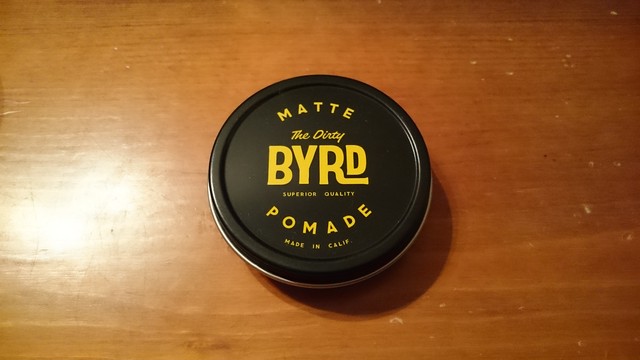 MATTE
The Dirty
BYRD
SUPERIOR QUALITY
POMADE
MADE IN CALIF.